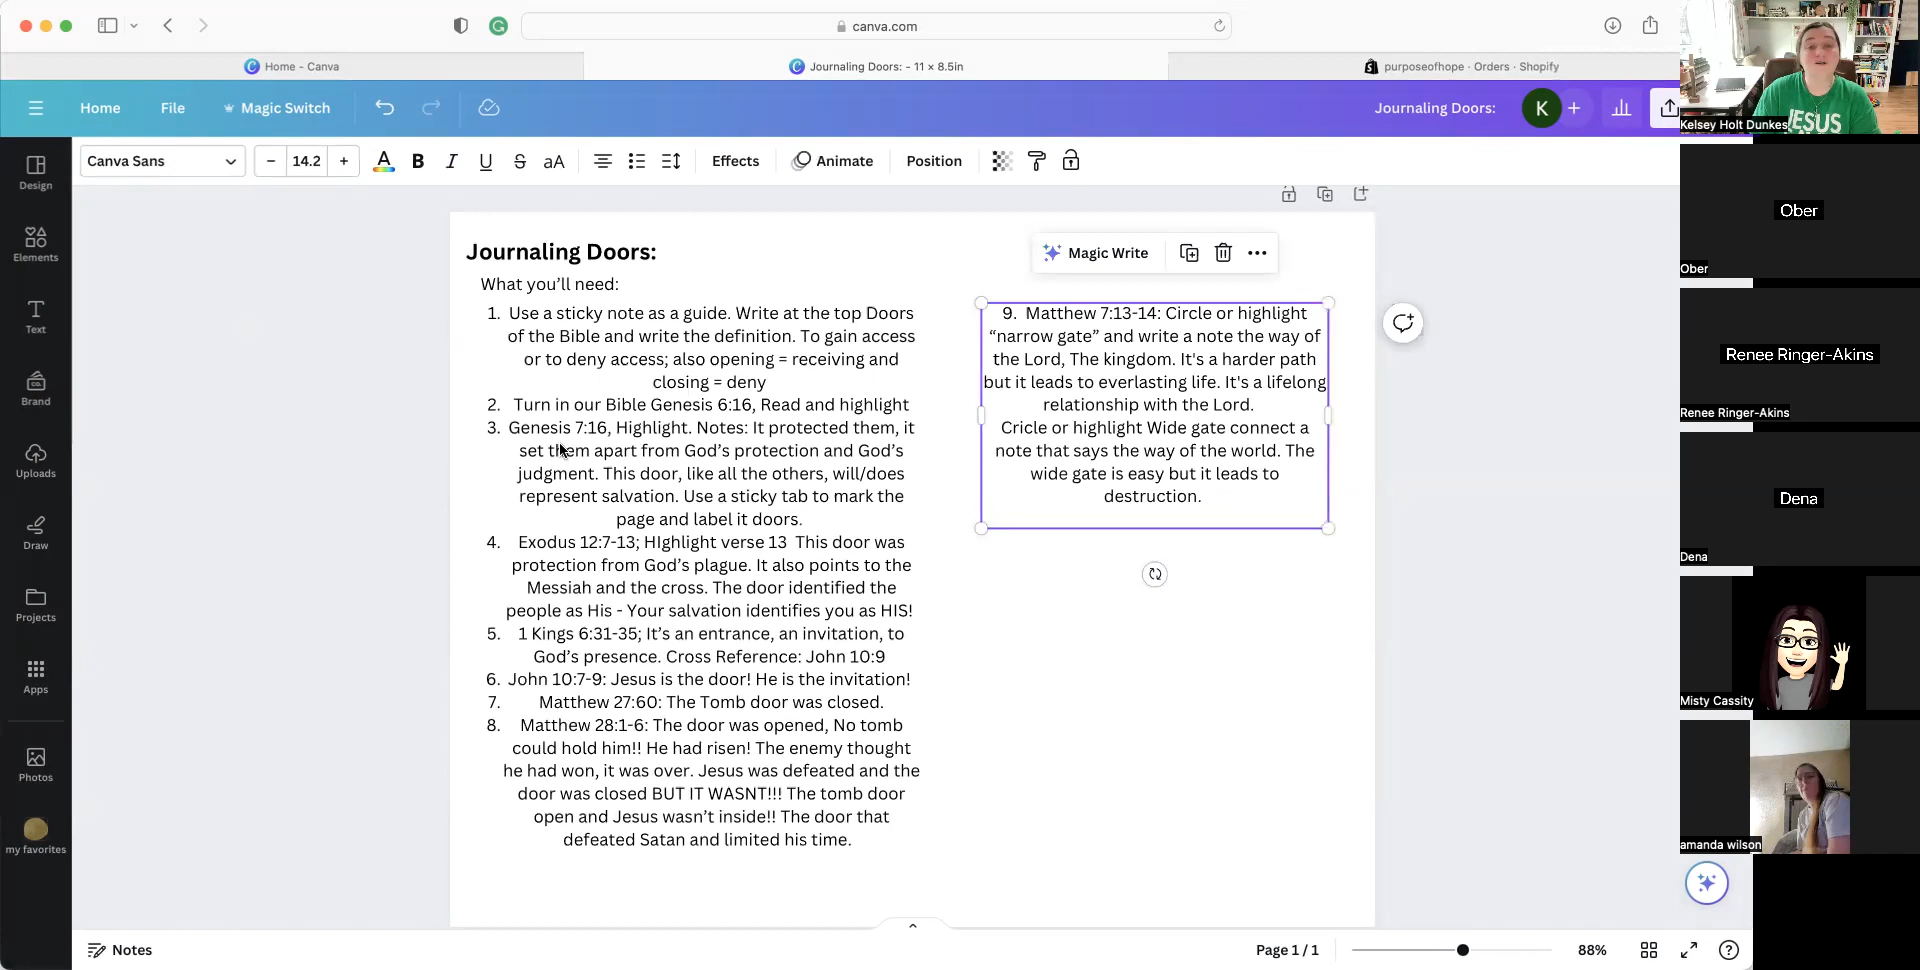 canva.com
Home - Canva
Journaling Doors: - 11 × 8.5in
purposeofhope · Orders · Shopify
Home
File
Magic Switch
Journaling Doors:
K
Canva Sans
14.2
A
B
I
U
S
aA
Effects
Animate
Position
Design
Elements
Text
Brand
Uploads
Draw
Projects
Apps
Photos
my favorites
Journaling Doors:
What you’ll need:
1. Use a sticky note as a guide. Write at the top Doors
of the Bible and write the definition. To gain access
or to deny access; also opening = receiving and
closing = deny
2. Turn in our Bible Genesis 6:16, Read and highlight
3. Genesis 7:16, Highlight. Notes: It protected them, it
set them apart from God’s protection and God’s
judgment. This door, like all the others, will/does
represent salvation. Use a sticky tab to mark the
page and label it doors.
4. Exodus 12:7-13; HIghlight verse 13 This door was
protection from God’s plague. It also points to the
Messiah and the cross. The door identified the
people as His - Your salvation identifies you as HIS!
5. 1 Kings 6:31-35; It’s an entrance, an invitation, to
God’s presence. Cross Reference: John 10:9
6. John 10:7-9: Jesus is the door! He is the invitation!
7. Matthew 27:60: The Tomb door was closed.
8. Matthew 28:1-6: The door was opened, No tomb
could hold him!! He had risen! The enemy thought
he had won, it was over. Jesus was defeated and the
door was closed BUT IT WASNT!!! The tomb door
open and Jesus wasn’t inside!! The door that
defeated Satan and limited his time.
Magic Write
9. Matthew 7:13-14: Circle or highlight
“narrow gate” and write a note the way of
the Lord, The kingdom. It's a harder path
but it leads to everlasting life. It's a lifelong
relationship with the Lord.
Cricle or highlight Wide gate connect a
note that says the way of the world. The
wide gate is easy but it leads to
destruction.
Notes
Page 1 / 1
88%
JESUS
Kelsey Holt Dunkes
Ober
Ober
Renee Ringer-Akins
Renee Ringer-Akins
Dena
Dena
Misty Cassity
amanda wilson